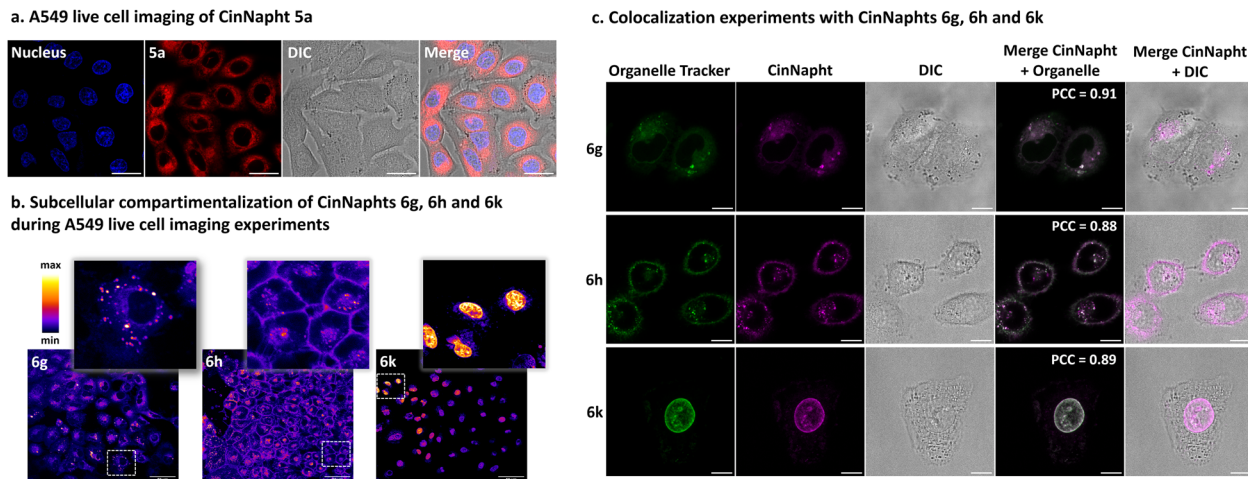 a. A549 live cell imaging of CinNapht 5a
Nucleus
5a
DIC
Merge
b. Subcellular compartimentalization of CinNaphts 6g, 6h and 6k
during A549 live cell imaging experiments
max
min
6g
6h
6k
c. Colocalization experiments with CinNaphts 6g, 6h and 6k
Organelle Tracker
CinNapht
DIC
Merge CinNapht
+ Organelle
Merge CinNapht
+ DIC
6g
PCC = 0.91
6h
PCC = 0.88
6k
PCC = 0.89